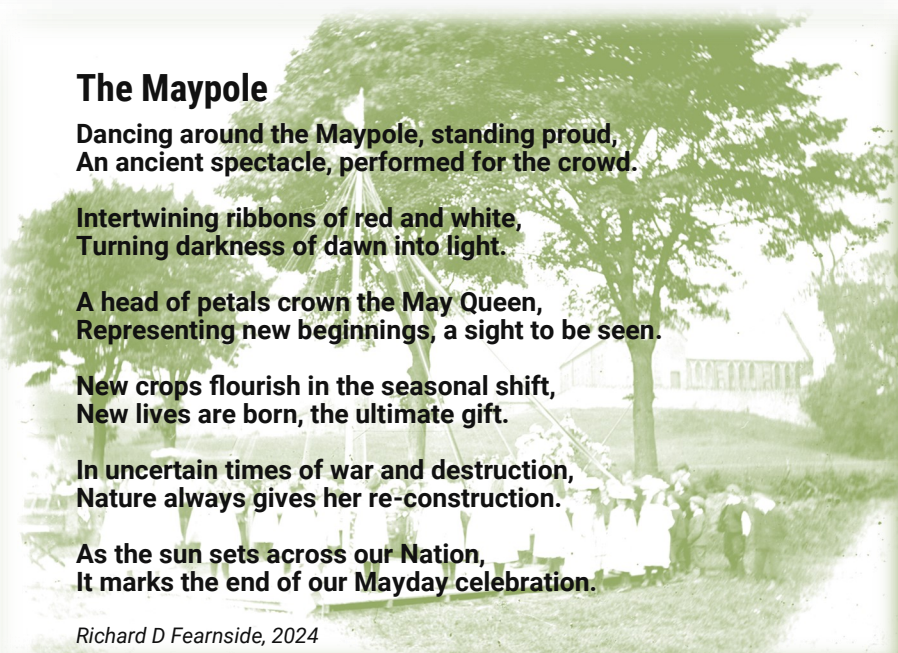 The Maypole
Dancing around the Maypole, standing proud,
An ancient spectacle, performed for the crowd.
Intertwining ribbons of red and white,
Turning darkness of dawn into light.
A head of petals crown the May Queen,
Representing new beginnings, a sight to be seen.
New crops flourish in the seasonal shift,
New lives are born, the ultimate gift.
In uncertain times of war and destruction,
Nature always gives her re-construction.
As the sun sets across our Nation,
It marks the end of our Mayday celebration.
Richard D Fearnside, 2024